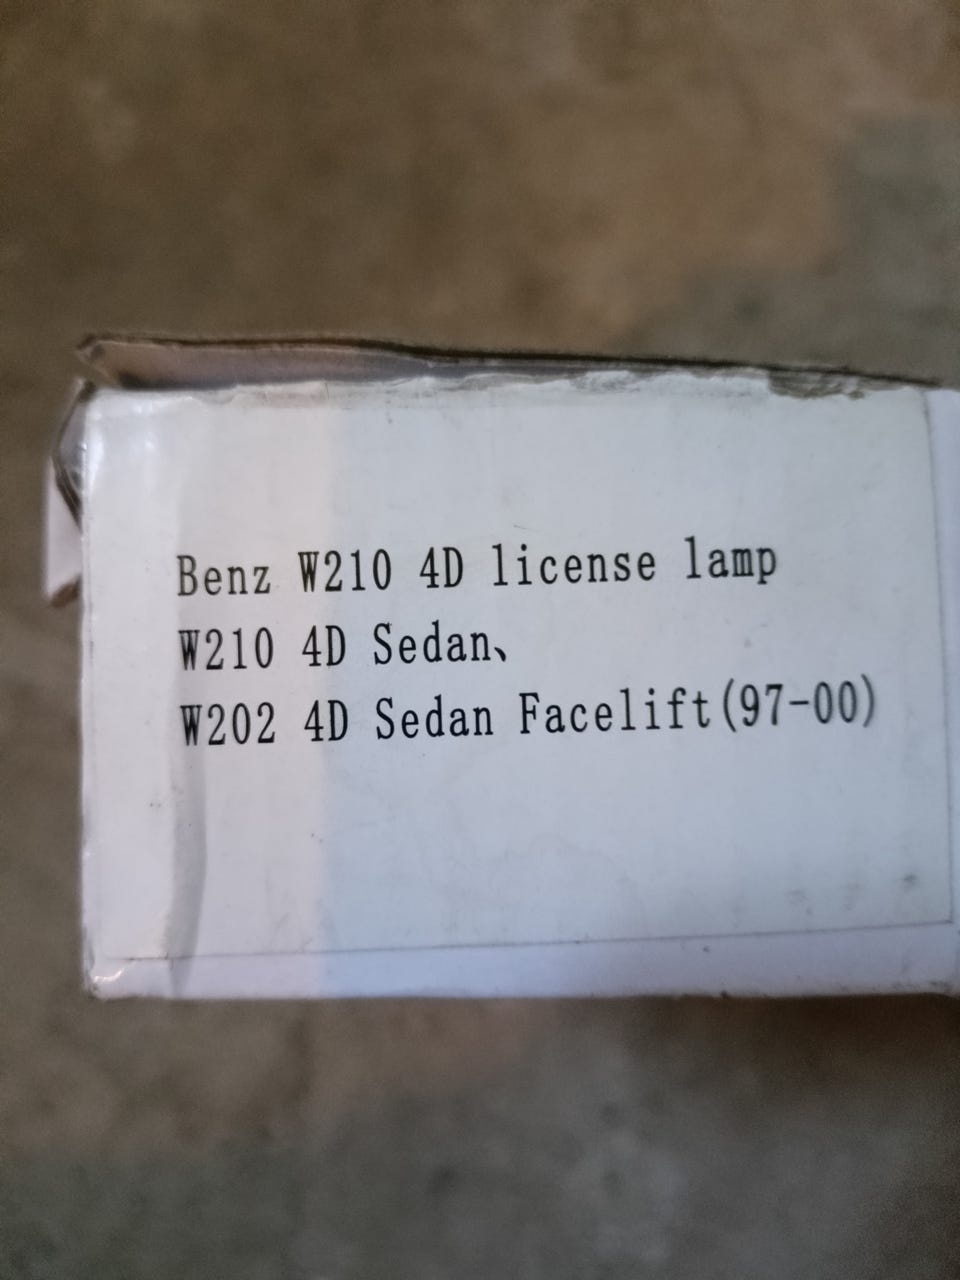 Benz W210 4D license lamp
W210 4D Sedan、
W202 4D Sedan Facelift(97-00)